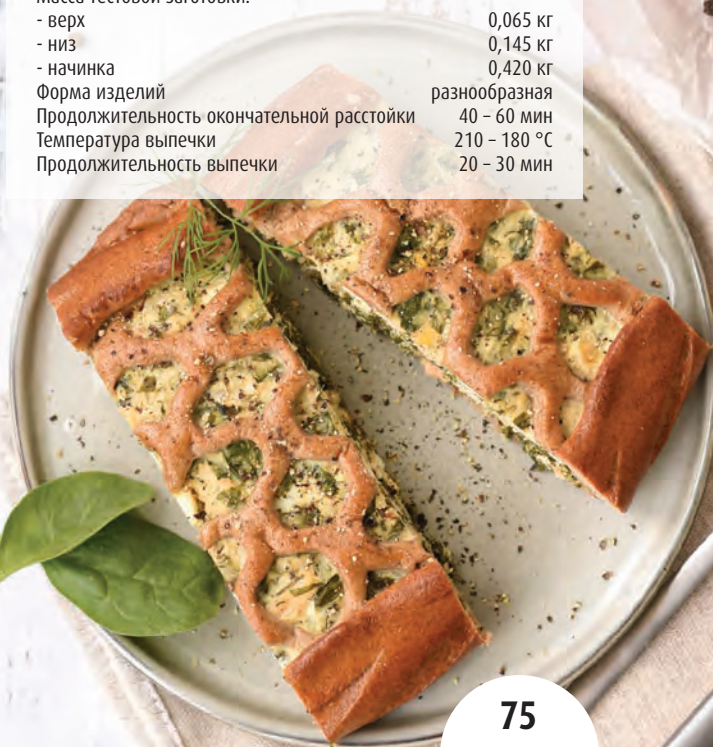 Масса тестовой заготовки:
- верх 0,065 кг
- низ 0,145 кг
- начинка 0,420 кг
Форма изделий разнообразная
Продолжительность окончательной расстойки 40 – 60 мин
Температура выпечки 210 – 180 °C
Продолжительность выпечки 20 – 30 мин
75